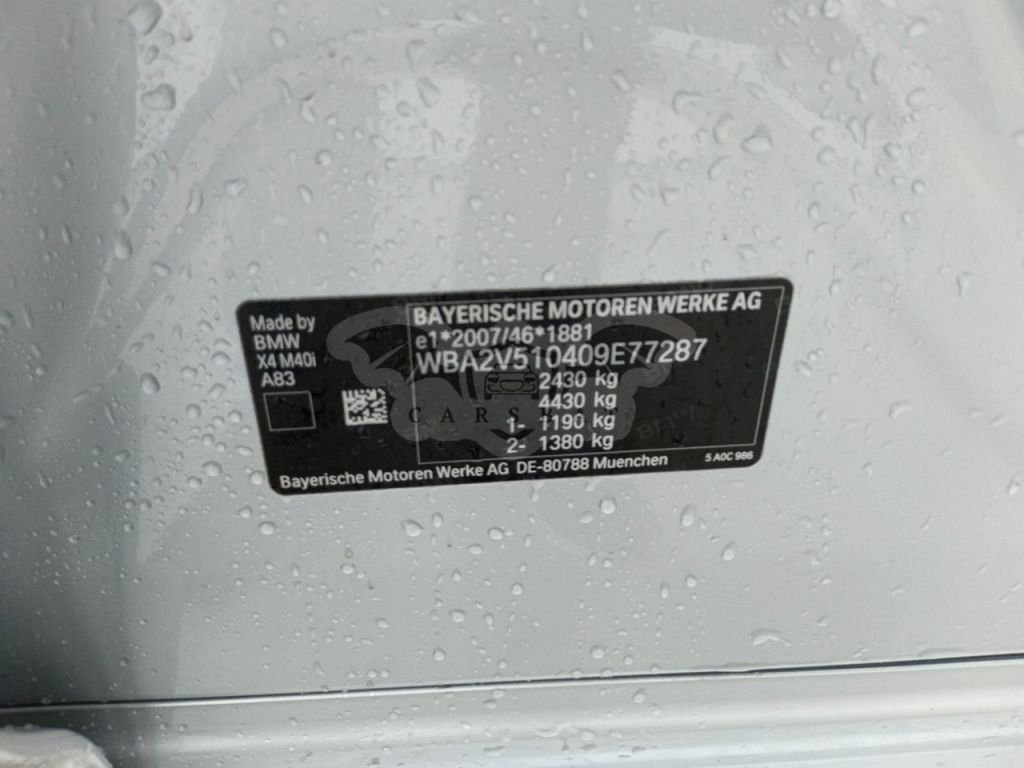 Made by
BMW
X4 M40i
A83
BAYERISCHE MOTOREN WERKE AG
e1*2007/46*1881
WBA2V510409E77287
2430 kg
4430 kg
1- 1190 kg
2- 1380 kg
Bayerische Motoren Werke AG DE-80788 Muenchen
5 A0C 986